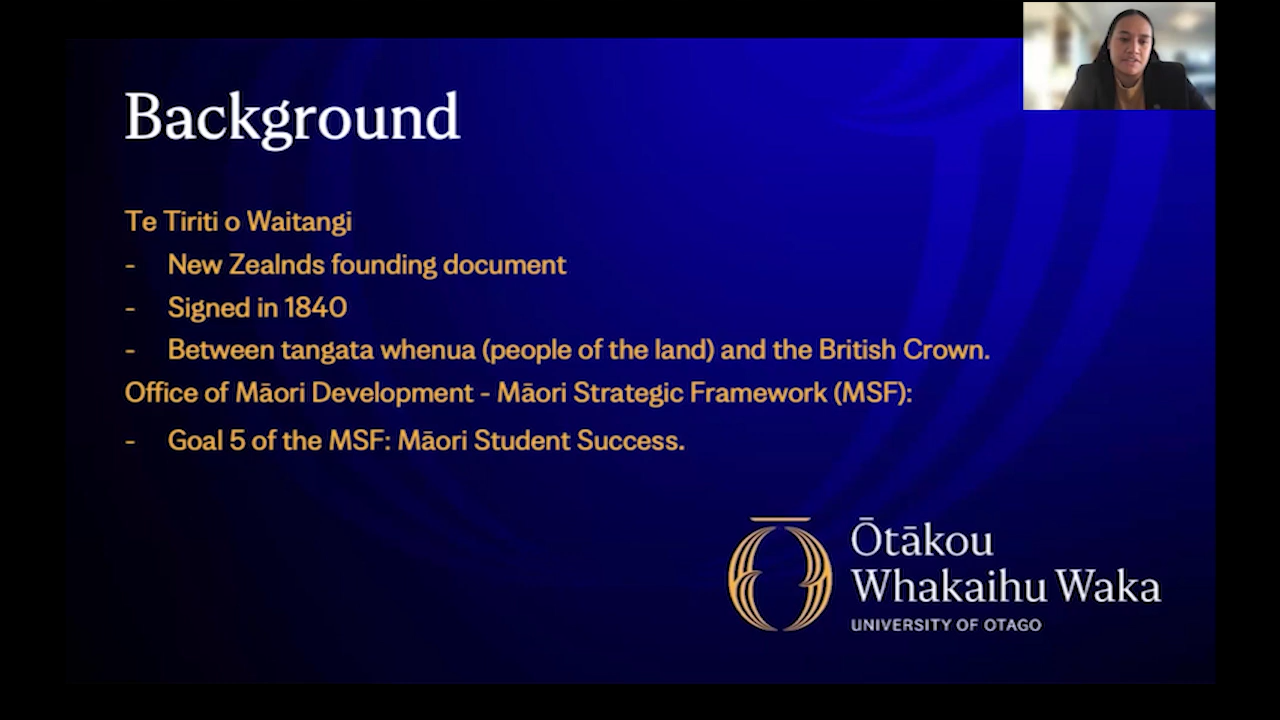 Background
Te Tiriti o Waitangi
- New Zealnds founding document
- Signed in 1840
- Between tangata whenua (people of the land) and the British Crown.
Office of Māori Development - Māori Strategic Framework (MSF):
- Goal 5 of the MSF: Māori Student Success.
Ōtākou
Whakaihu Waka
UNIVERSITY OF OTAGO